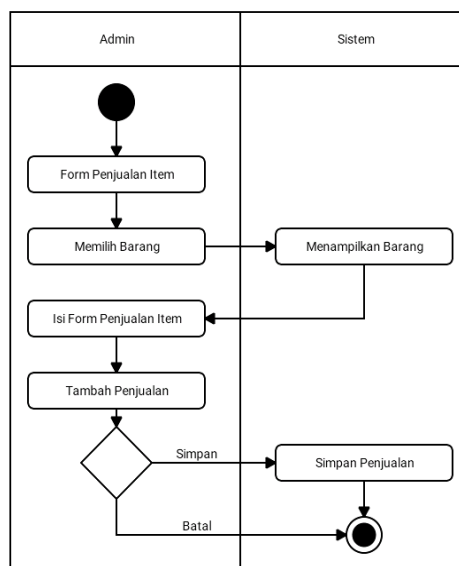 Admin
Sistem
Form Penjualan Item
Memilih Barang
Menampilkan Barang
Isi Form Penjualan Item
Tambah Penjualan
Simpan
Simpan Penjualan
Batal